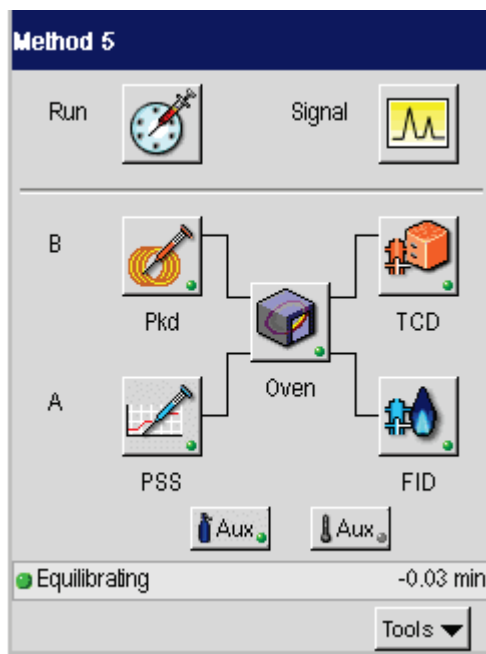 Method 5
Run Signal
B
Pkd TCD
Oven
A
PSS FID
Aux Aux
Equilibrating -0.03 min
Tools